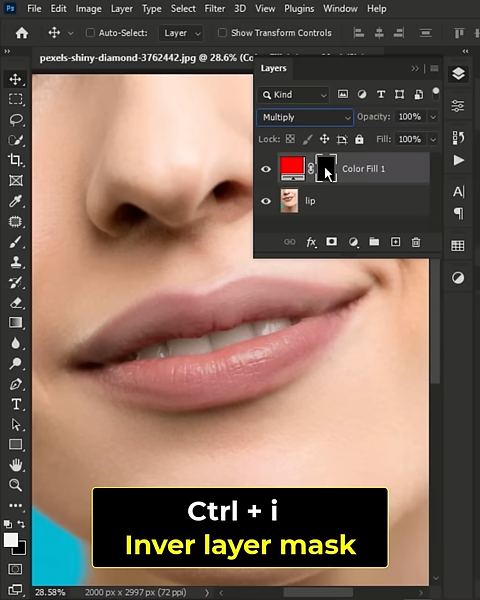 Ps File Edit Image Layer Type Select Filter 3D View Plugins Window Help
Auto-Select: Layer Show Transform Controls
pexels-shiny-diamond-3762442.jpg @ 28.6% (Co
Layers
Kind
Multiply Opacity: 100%
Lock: Fill: 100%
Color Fill 1
lip
fx
Ctrl + i
Inver layer mask
28.58% 2000 px x 2997 px (72 ppi)